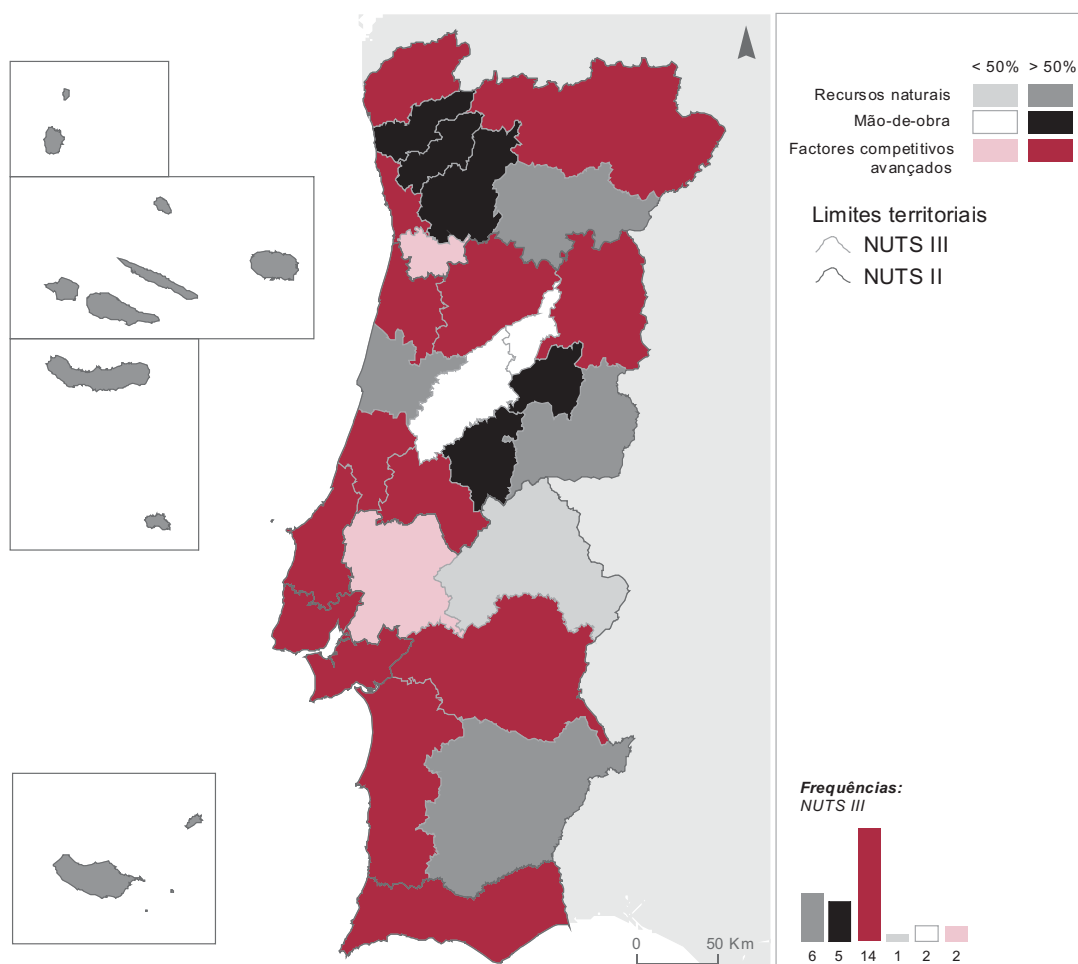 < 50% > 50%
Recursos naturais
Mão-de-obra
Factores competitivos
avançados
Limites territoriais
NUTS III
NUTS II
Frequências:
NUTS III
6 5 14 1 2 2
0 50 Km